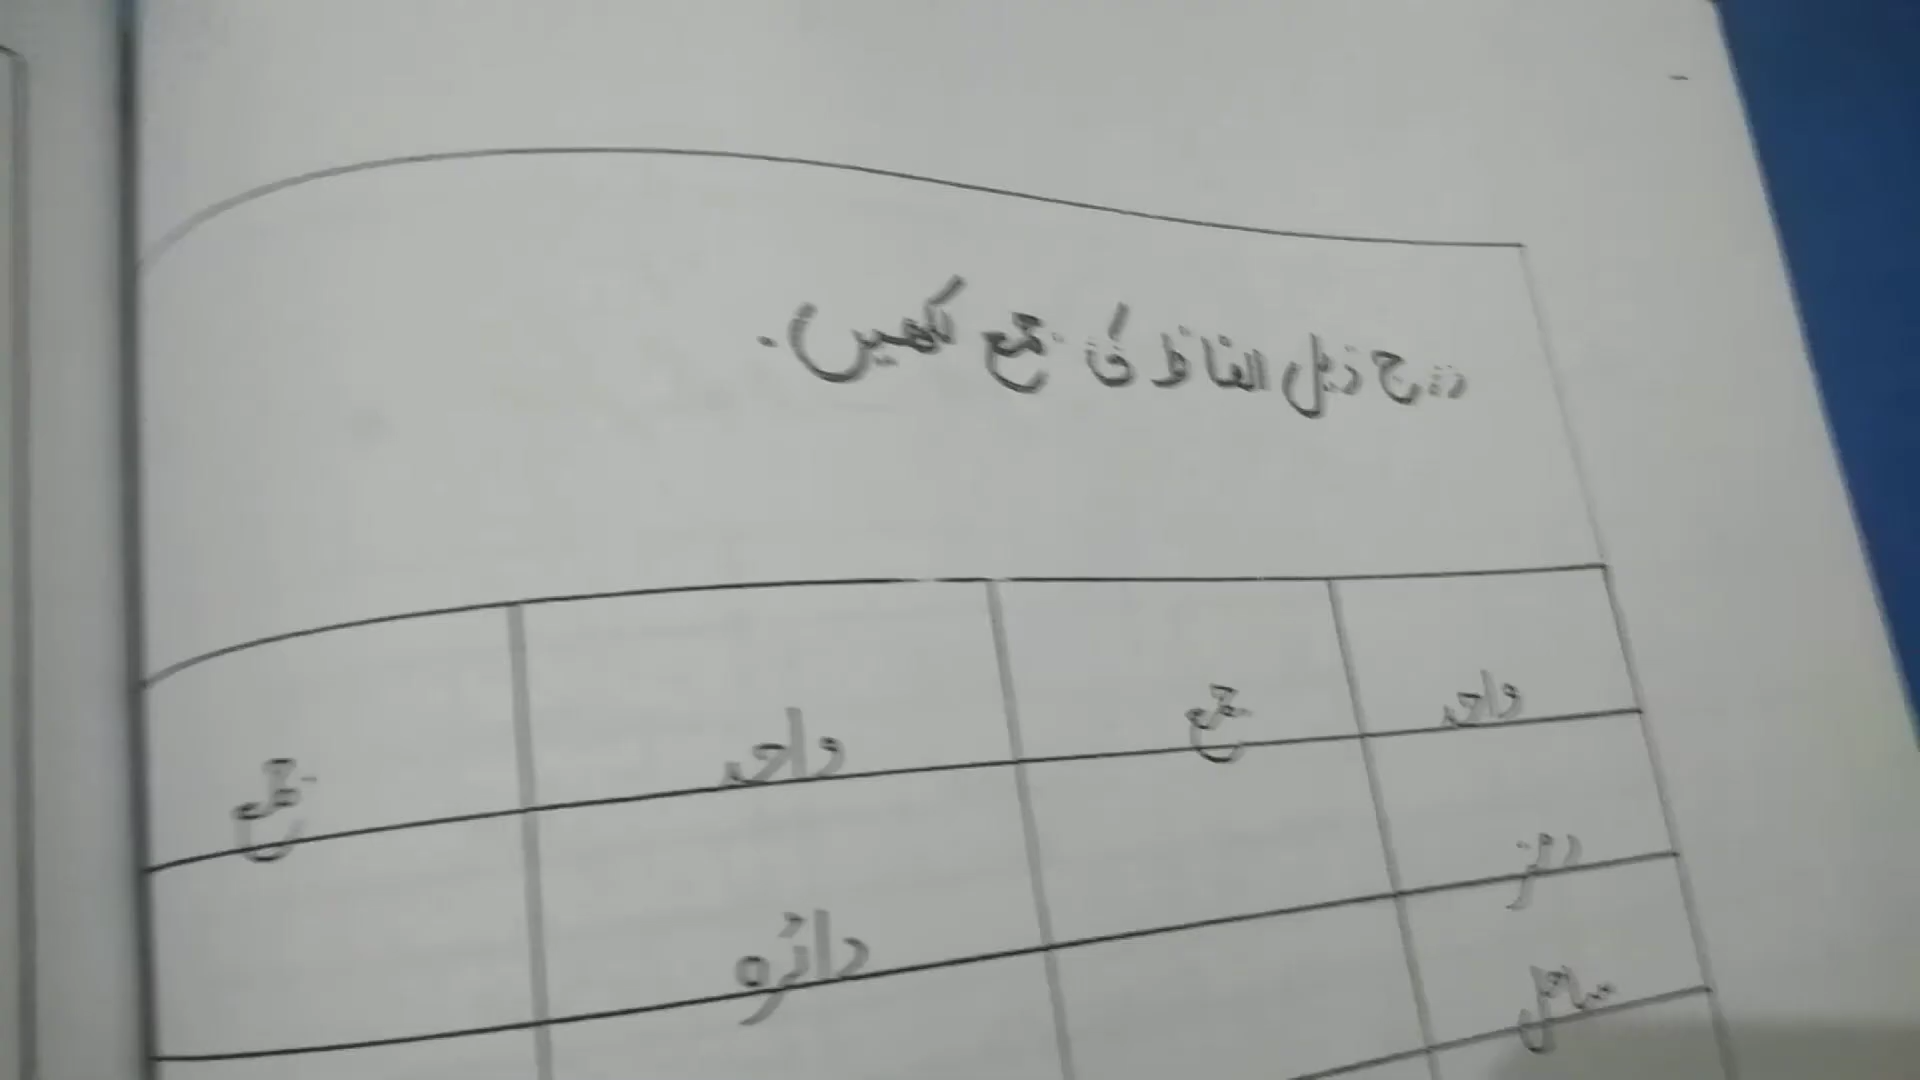 درج ذیل الفاظ کی جمع لکھیں.
واحد جمع واحد جمع
رمز دائرہ
ساحل